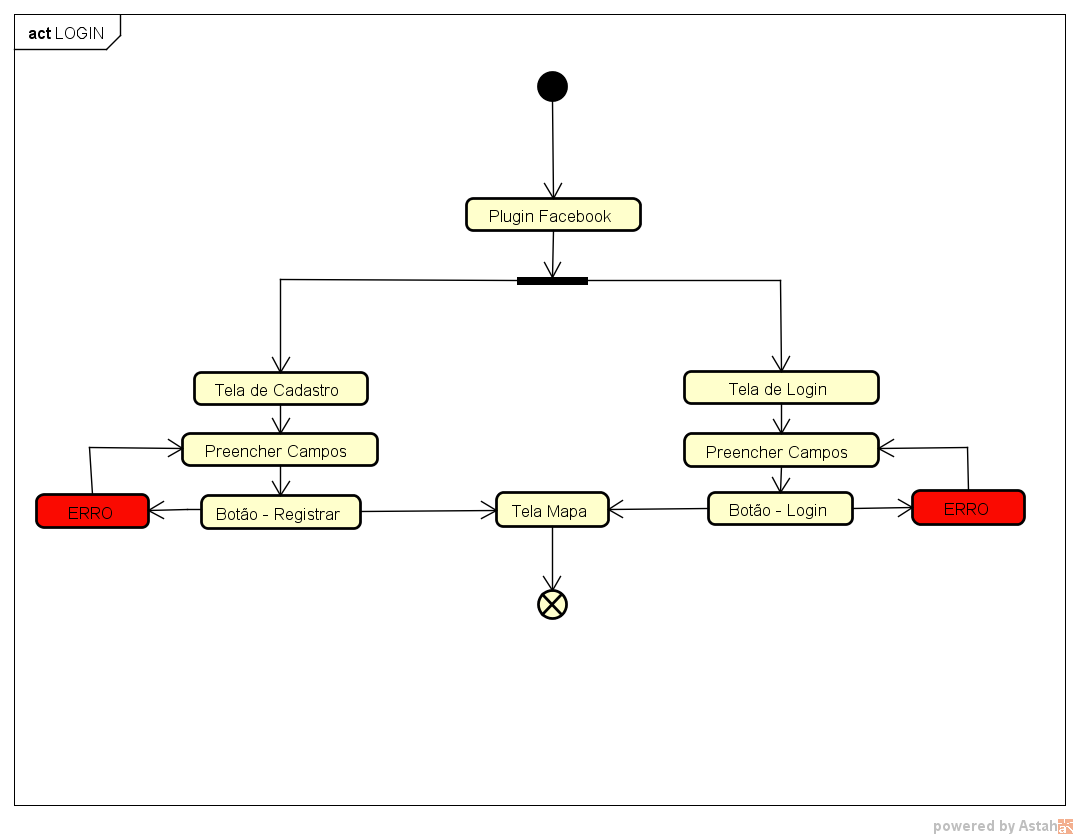 act LOGIN
Plugin Facebook
Tela de Cadastro
Tela de Login
Preencher Campos
Preencher Campos
ERRO
Botão - Registrar
Tela Mapa
Botão - Login
ERRO
powered by Astah